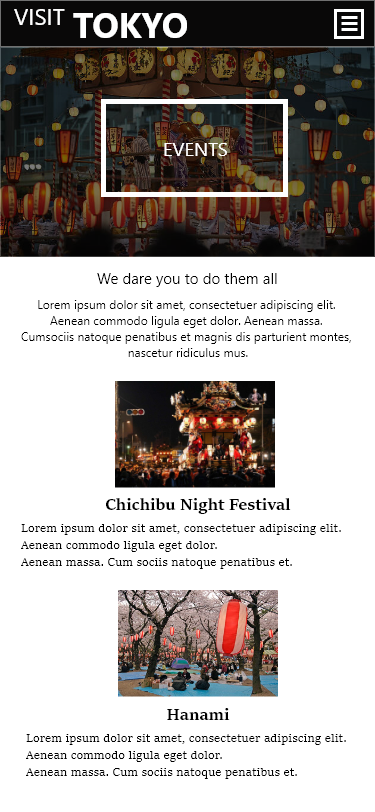 VISIT TOKYO
EVENTS
We dare you to do them all
Lorem ipsum dolor sit amet, consectetuer adipiscing elit.
Aenean commodo ligula eget dolor. Aenean massa.
Cumsociis natoque penatibus et magnis dis parturient montes,
nascetur ridiculus mus.
Chichibu Night Festival
Lorem ipsum dolor sit amet, consectetuer adipiscing elit.
Aenean commodo ligula eget dolor.
Aenean massa. Cum sociis natoque penatibus et.
Hanami
Lorem ipsum dolor sit amet, consectetuer adipiscing elit.
Aenean commodo ligula eget dolor.
Aenean massa. Cum sociis natoque penatibus et.